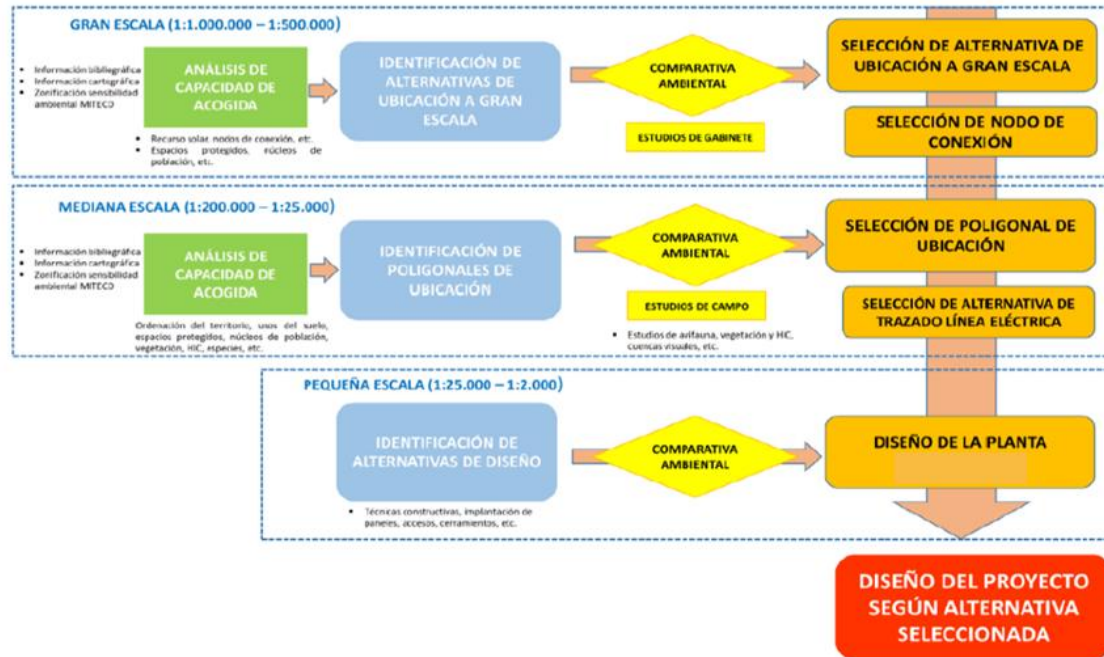 GRAN ESCALA (1:1.000.000 – 1:500.000)
▪ Información bibliográfica
▪ Información cartográfica
▪ Zonificación sensibilidad
ambiental MITECO
ANÁLISIS DE
CAPACIDAD DE
ACOGIDA
▪ Recurso solar, nodos de conexión, etc.
▪ Espacios protegidos, núcleos de
población, etc.
IDENTIFICACIÓN DE
ALTERNATIVAS DE
UBICACIÓN A GRAN
ESCALA
COMPARATIVA
AMBIENTAL
ESTUDIOS DE GABINETE
SELECCIÓN DE ALTERNATIVA DE
UBICACIÓN A GRAN ESCALA
SELECCIÓN DE NODO DE
CONEXIÓN
MEDIANA ESCALA (1:200.000 – 1:25.000)
▪ Información bibliográfica
▪ Información cartográfica
▪ Zonificación sensibilidad
ambiental MITECO
ANÁLISIS DE
CAPACIDAD DE
ACOGIDA
Ordenación del territorio, usos del suelo,
espacios protegidos, núcleos de población,
vegetación, HIC, especies, etc.
IDENTIFICACIÓN DE
POLIGONALES DE
UBICACIÓN
COMPARATIVA
AMBIENTAL
ESTUDIOS DE CAMPO
▪ Estudios de avifauna, vegetación y HIC,
cuencas visuales, etc.
SELECCIÓN DE POLIGONAL DE
UBICACIÓN
SELECCIÓN DE ALTERNATIVA DE
TRAZADO LÍNEA ELÉCTRICA
PEQUEÑA ESCALA (1:25.000 – 1:2.000)
IDENTIFICACIÓN DE
ALTERNATIVAS DE DISEÑO
▪ Técnicas constructivas, implantación de
paneles, accesos, cerramientos, etc.
COMPARATIVA
AMBIENTAL
DISEÑO DE LA PLANTA
DISEÑO DEL PROYECTO
SEGÚN ALTERNATIVA
SELECCIONADA